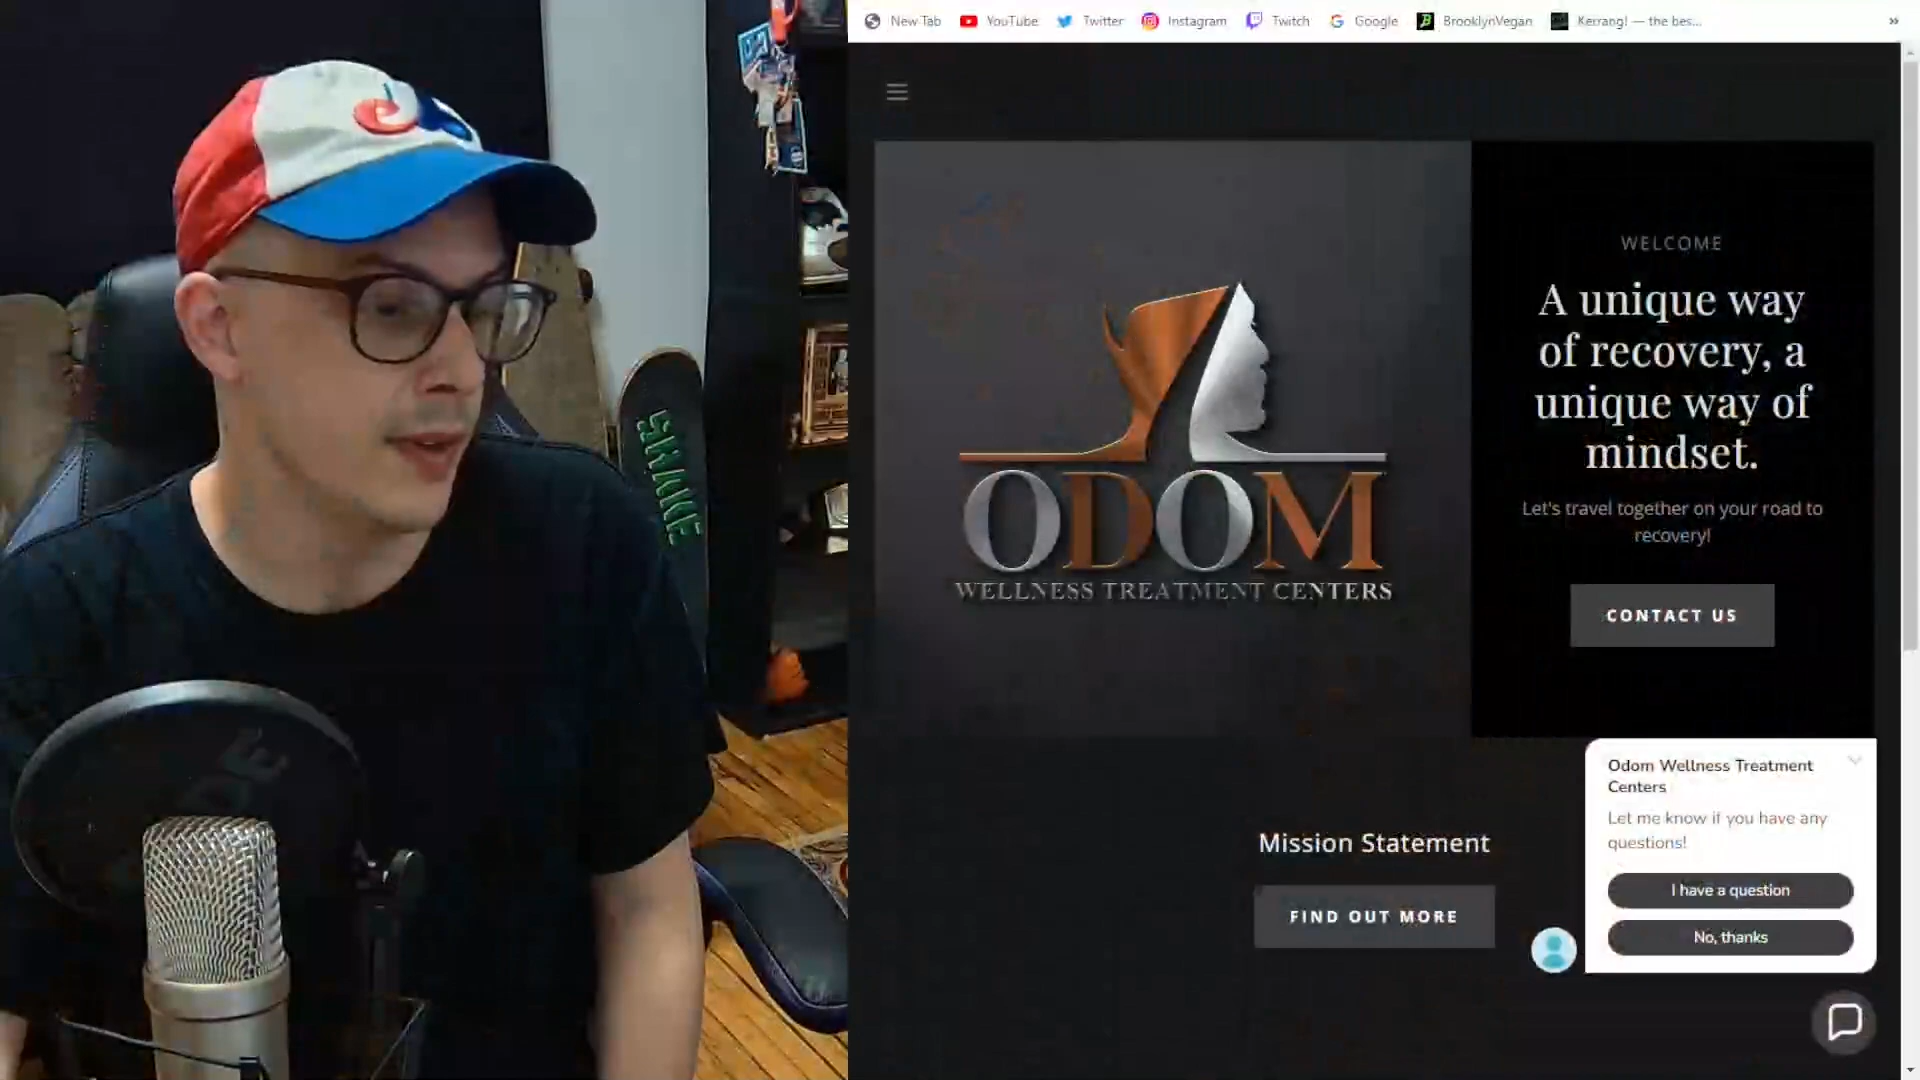 New Tab
YouTube
Twitter
Instagram
Twitch
Google
BrooklynVegan
Kerrang! — the bes...
»
WELCOME
A unique way
of recovery, a
unique way of
mindset.
Let's travel together on your road to
recovery!
CONTACT US
ODOM
WELLNESS TREATMENT CENTERS
Mission Statement
FIND OUT MORE
Odom Wellness Treatment
Centers
Let me know if you have any
questions!
I have a question
No, thanks